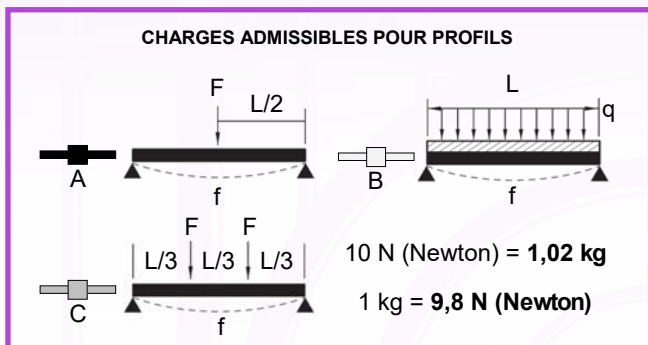 CHARGES ADMISSIBLES POUR PROFILS
F
L/2
A
f
L
q
B
f
F F
L/3 L/3 L/3
C
f
10 N (Newton) = 1,02 kg
1 kg = 9,8 N (Newton)